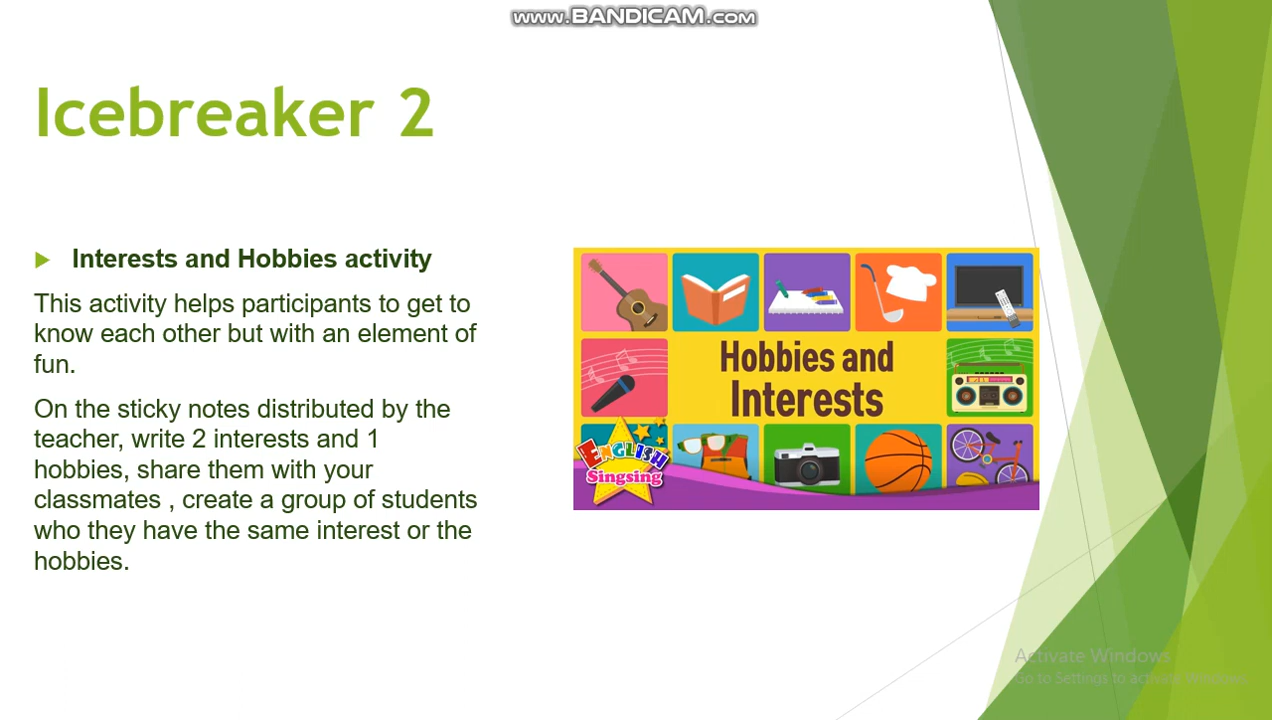 www.BANDICAM.com
Icebreaker 2
Interests and Hobbies activity
This activity helps participants to get to
know each other but with an element of
fun.
On the sticky notes distributed by the
teacher, write 2 interests and 1
hobbies, share them with your
classmates , create a group of students
who they have the same interest or the
hobbies.
Hobbies and
Interests
ENGLISH
Singsing
Activate Windows
Go to Settings to activate Windows.